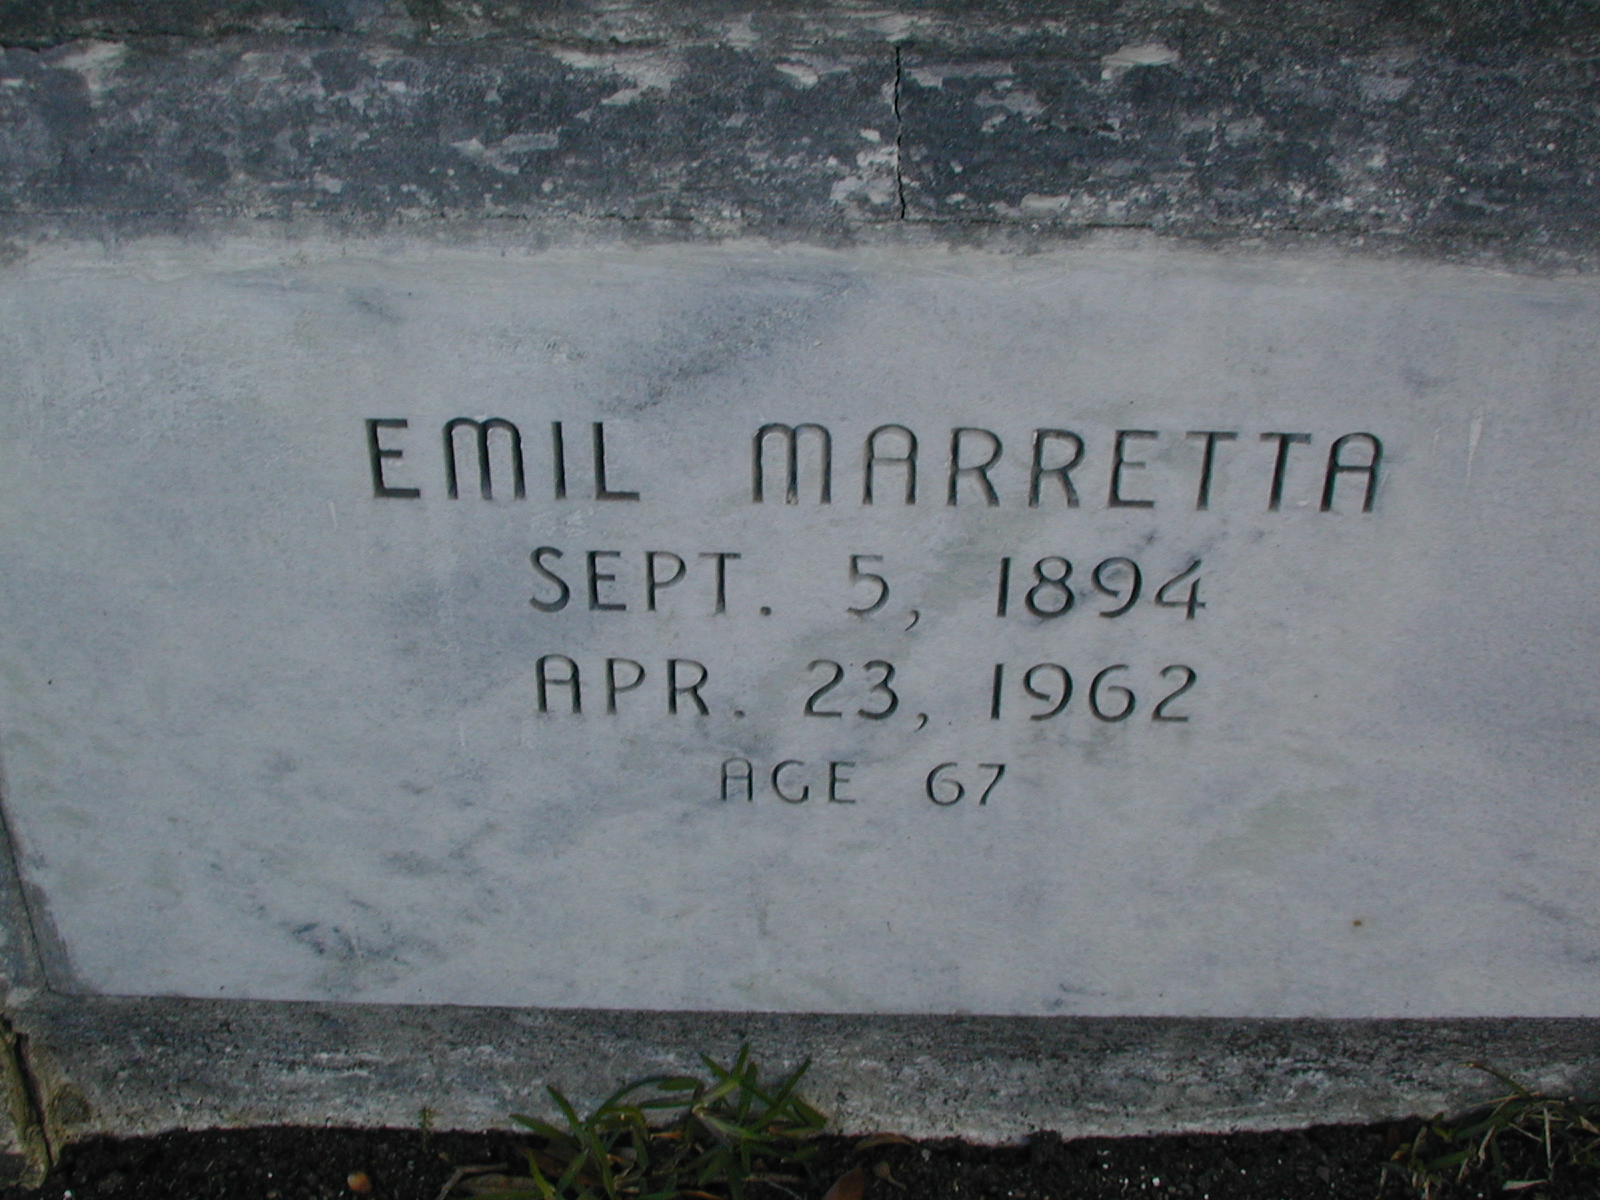 EMIL MARRETTA
SEPT. 5, 1894
APR. 23, 1962
AGE 67